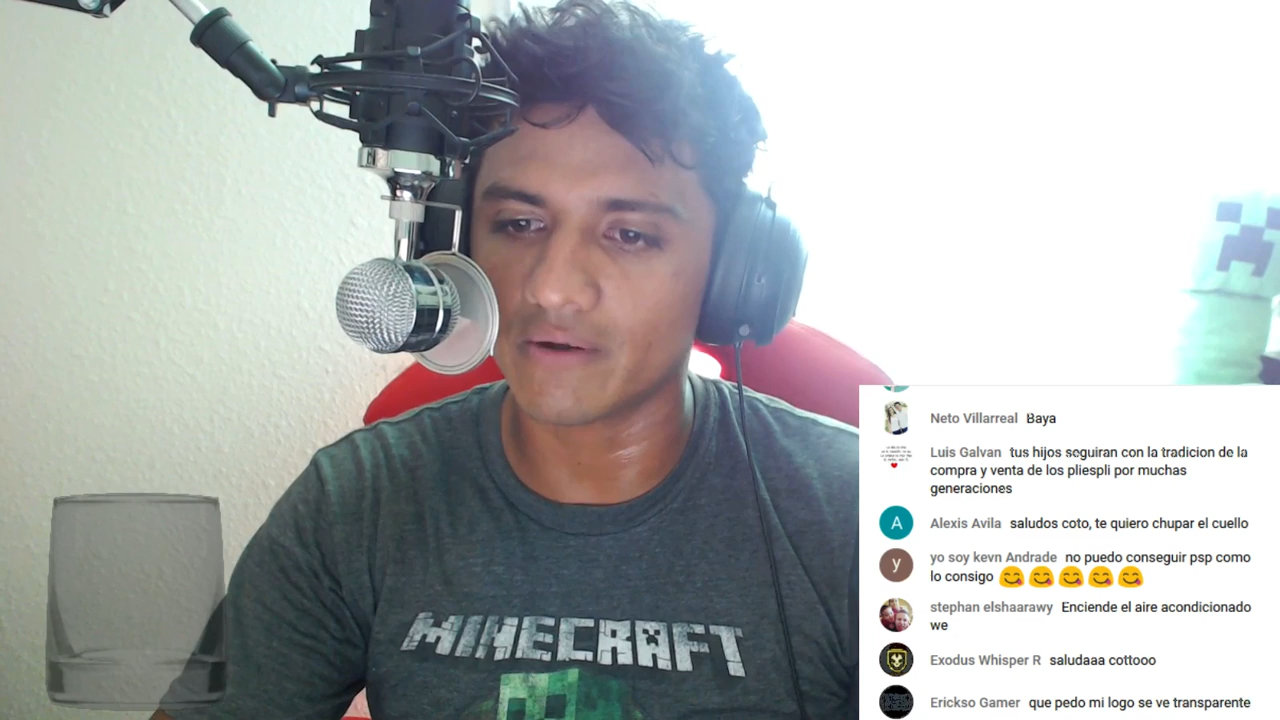 Neto Villarreal Baya
Luis Galvan tus hijos seguiran con la tradicion de la
compra y venta de los pliespli por muchas
generaciones
A Alexis Avila saludos coto, te quiero chupar el cuello
y yo soy kevn Andrade no puedo conseguir psp como
lo consigo 😋😋😋😋😋
stephan elshaarawy Enciende el aire acondicionado
we
Exodus Whisper R saludaaa cottooo
MINECRAFT
Erickso Gamer que pedo mi logo se ve transparente